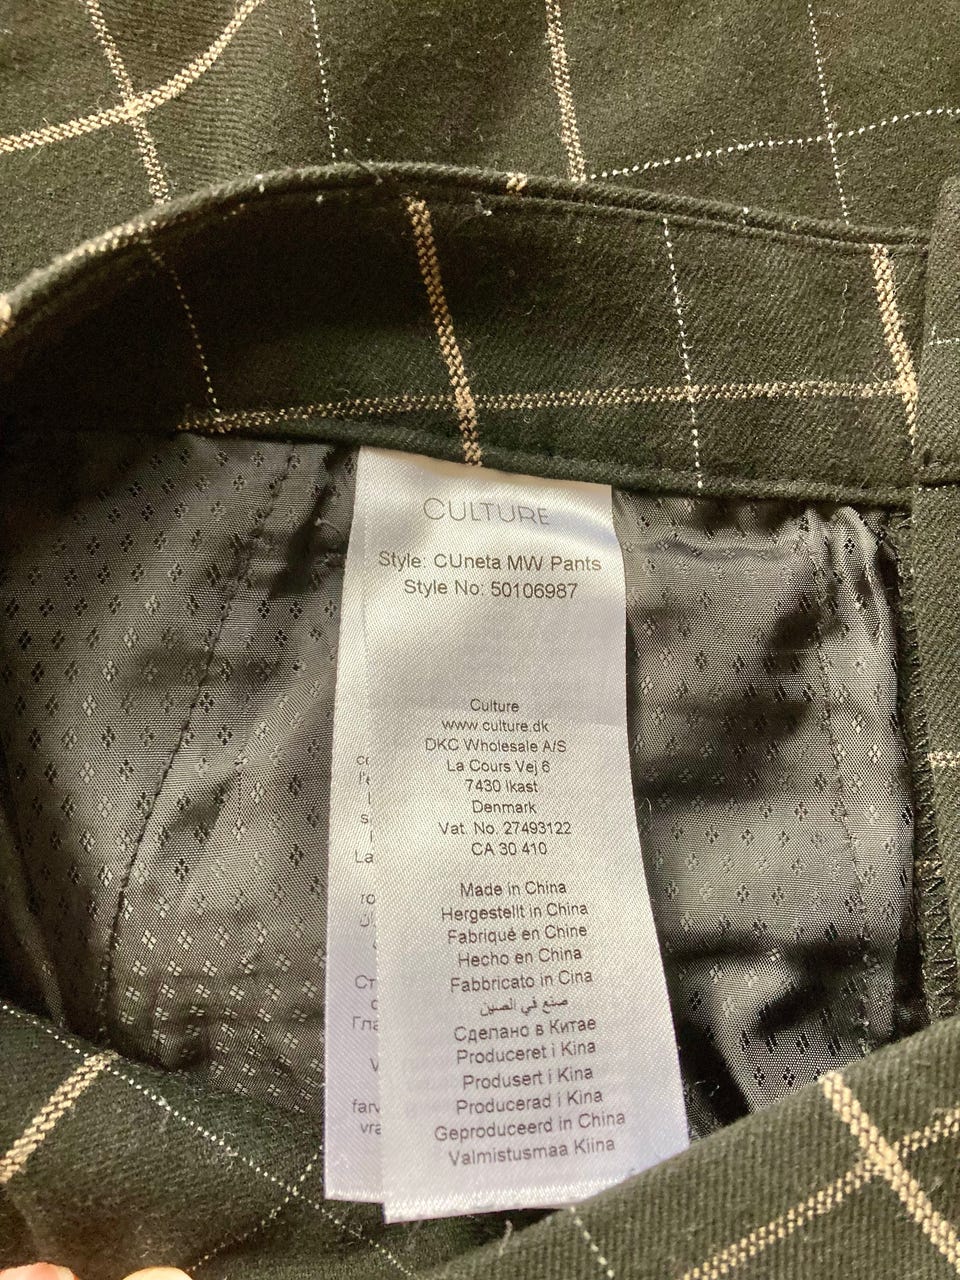 CULTURE
Style: CUneta MW Pants
Style No: 50106987
Culture
www.culture.dk
DKC Wholesale A/S
La Cours Vej 6
7430 Ikast
Denmark
Vat. No. 27493122
CA 30 410
Made in China
Hergestellt in China
Fabriqué en Chine
Hecho en China
Fabbricato in Cina
صنع في الصين
Сделано в Китае
Produceret i Kina
Produsert i Kina
Producerad i Kina
Geproduceerd in China
Valmistusmaa Kiina